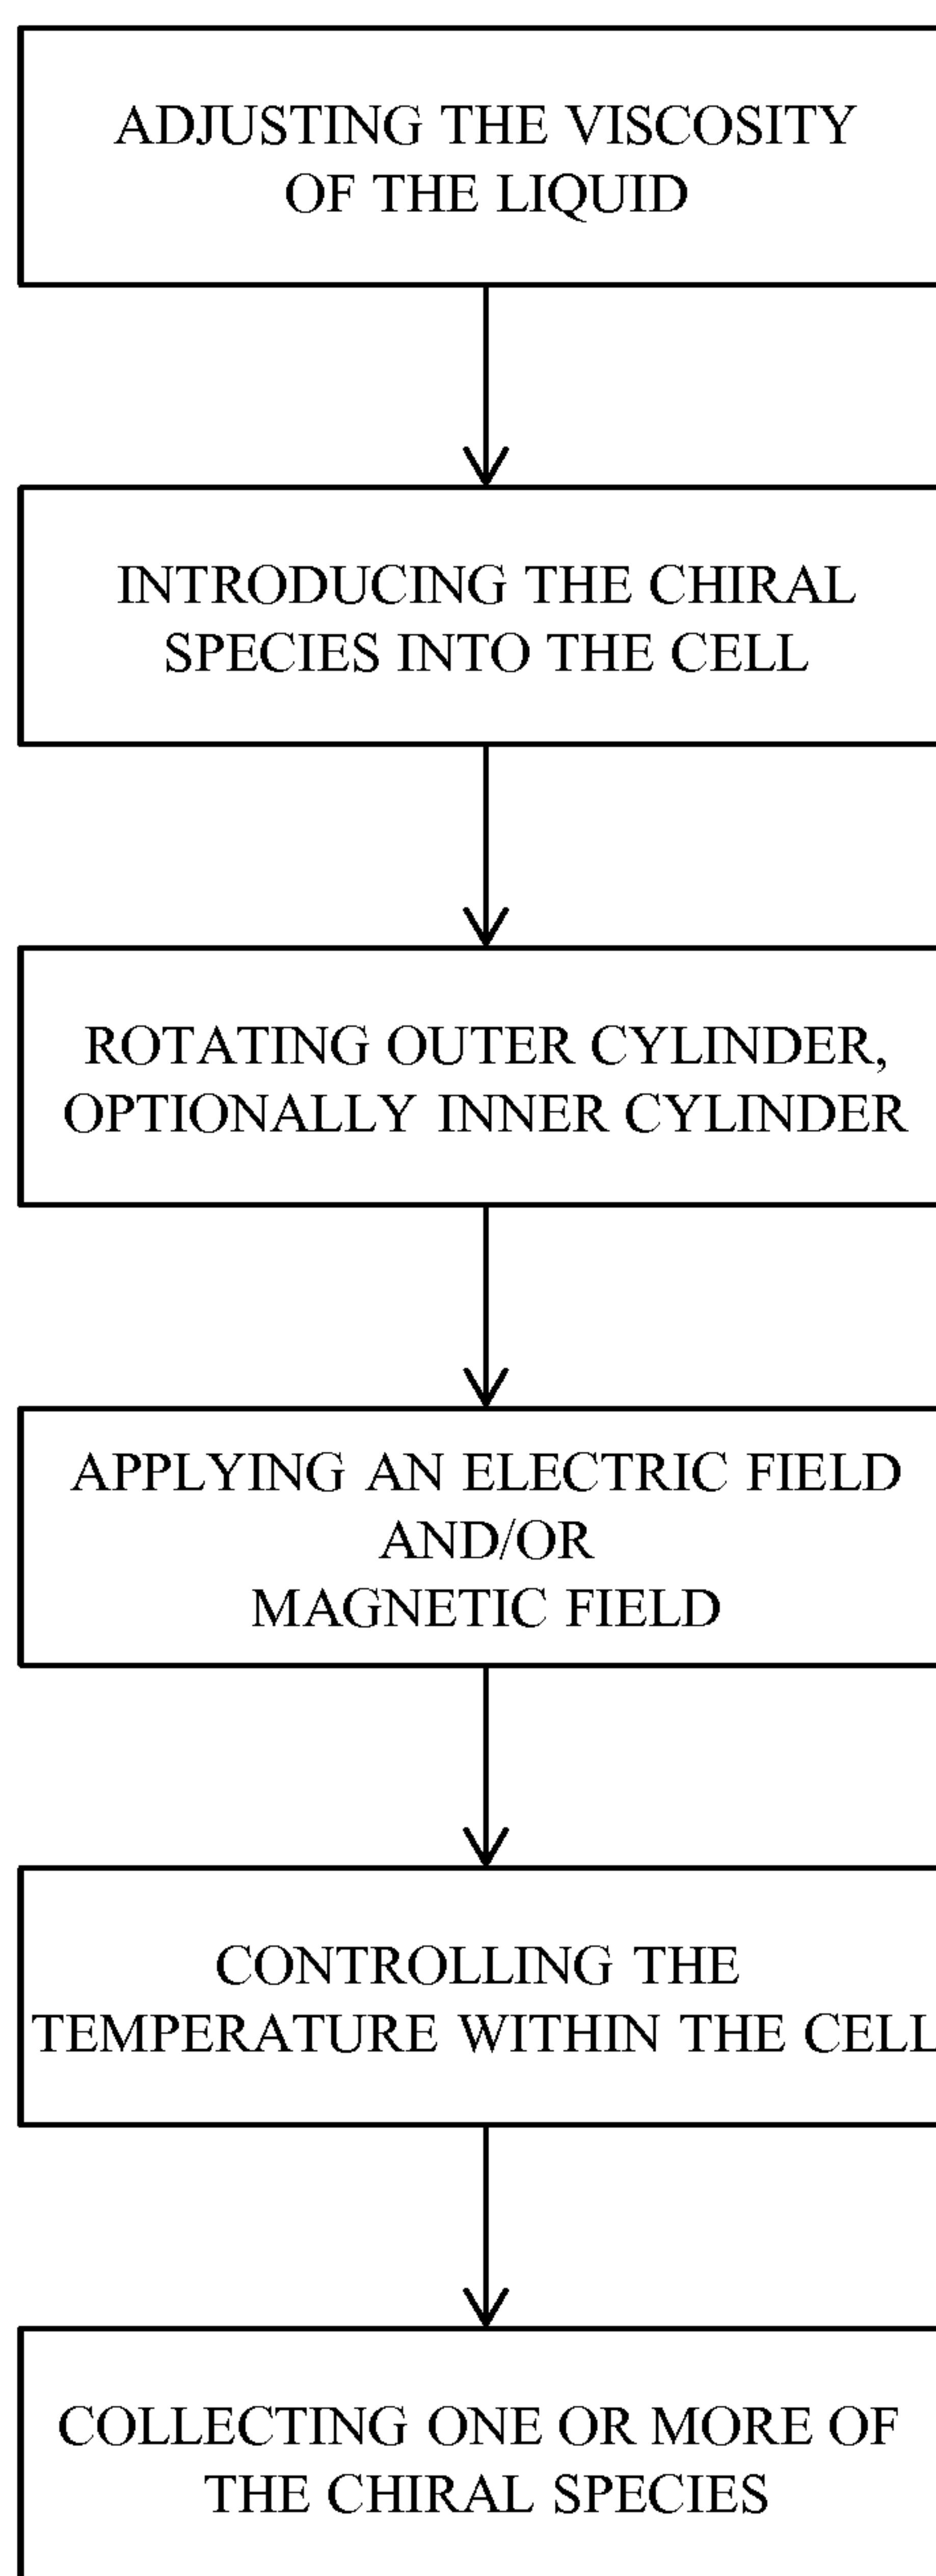 ADJUSTING THE VISCOSITY
OF THE LIQUID
INTRODUCING THE CHIRAL
SPECIES INTO THE CELL
ROTATING OUTER CYLINDER,
OPTIONALLY INNER CYLINDER
APPLYING AN ELECTRIC FIELD
AND/OR
MAGNETIC FIELD
CONTROLLING THE
TEMPERATURE WITHIN THE CELL
COLLECTING ONE OR MORE OF
THE CHIRAL SPECIES